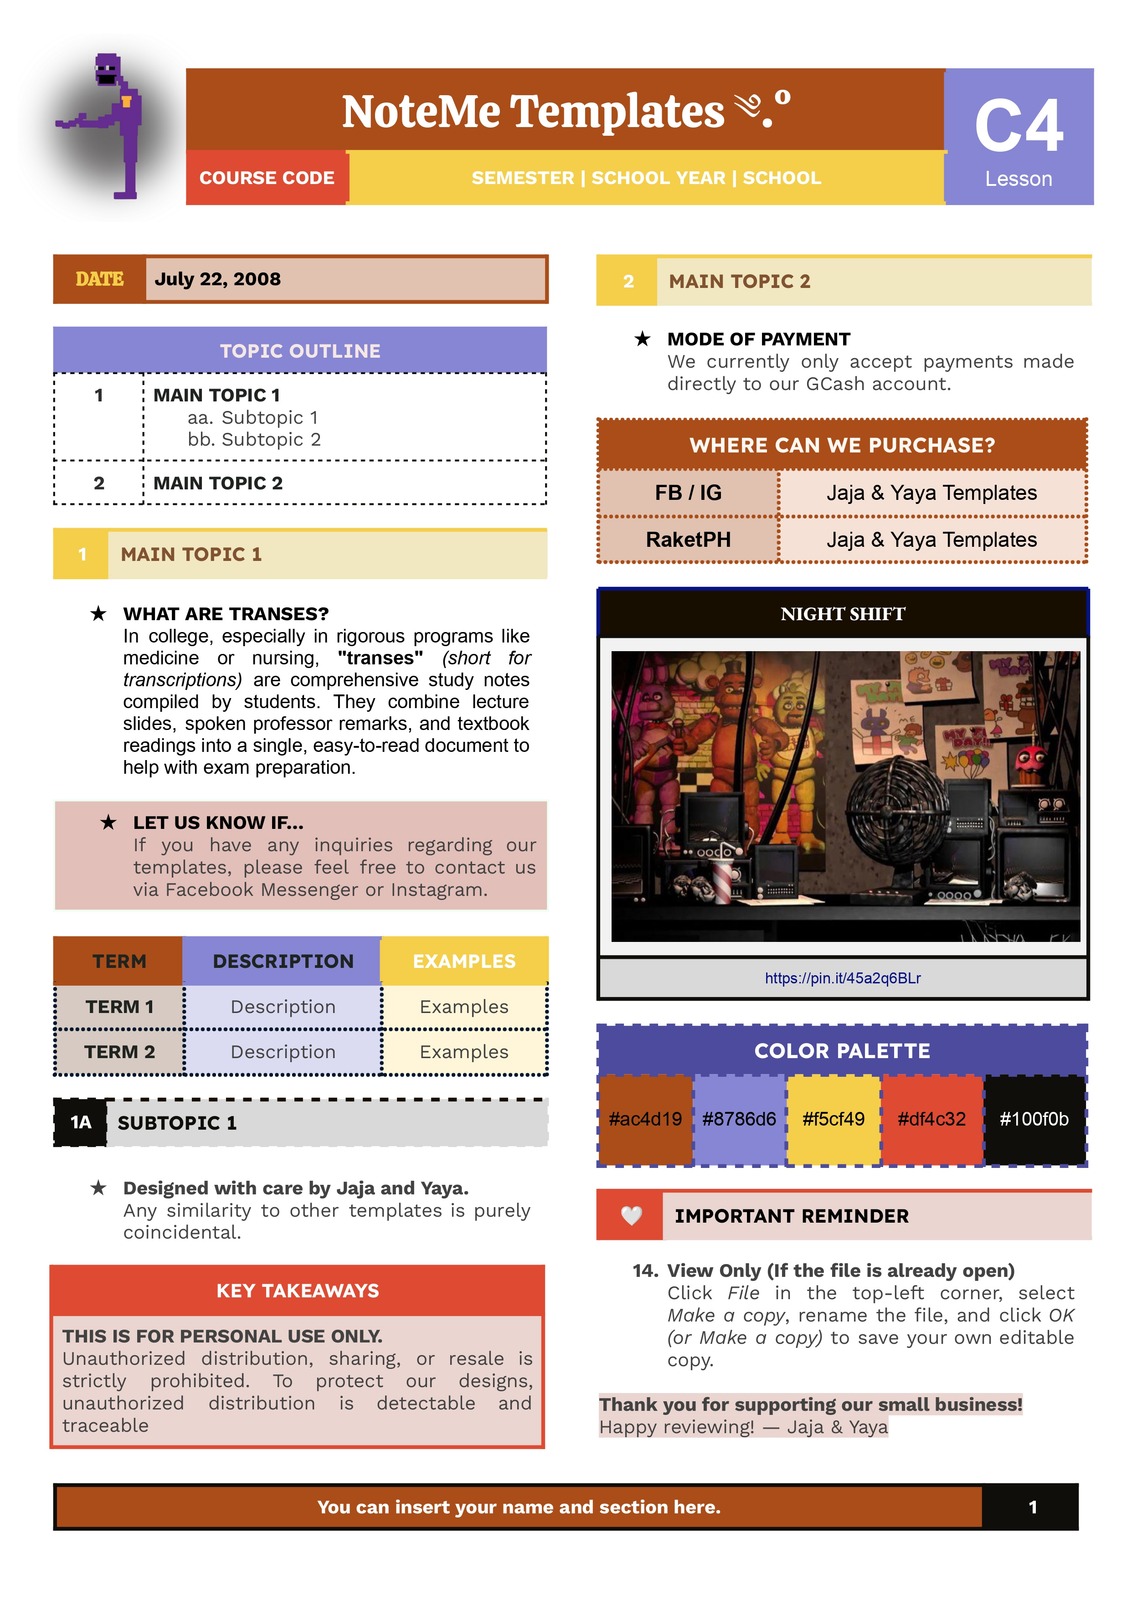 NoteMe Templates ༄.°
COURSE CODE
SEMESTER | SCHOOL YEAR | SCHOOL
C4
Lesson
DATE
July 22, 2008
TOPIC OUTLINE
1
MAIN TOPIC 1
aa. Subtopic 1
bb. Subtopic 2
2
MAIN TOPIC 2
1
MAIN TOPIC 1
★ WHAT ARE TRANSES?
In college, especially in rigorous programs like
medicine or nursing, "transes" (short for
transcriptions) are comprehensive study notes
compiled by students. They combine lecture
slides, spoken professor remarks, and textbook
readings into a single, easy-to-read document to
help with exam preparation.
★ LET US KNOW IF...
If you have any inquiries regarding our
templates, please feel free to contact us
via Facebook Messenger or Instagram.
TERM DESCRIPTION EXAMPLES
TERM 1 Description Examples
TERM 2 Description Examples
1A
SUBTOPIC 1
★ Designed with care by Jaja and Yaya.
Any similarity to other templates is purely
coincidental.
KEY TAKEAWAYS
THIS IS FOR PERSONAL USE ONLY.
Unauthorized distribution, sharing, or resale is
strictly prohibited. To protect our designs,
unauthorized distribution is detectable and
traceable
2
MAIN TOPIC 2
★ MODE OF PAYMENT
We currently only accept payments made
directly to our GCash account.
WHERE CAN WE PURCHASE?
FB / IG Jaja & Yaya Templates
RaketPH Jaja & Yaya Templates
NIGHT SHIFT
https://pin.it/45a2q6BLr
COLOR PALETTE
#ac4d19 #8786d6 #f5cf49 #df4c32 #100f0b
🤍 IMPORTANT REMINDER
14. View Only (If the file is already open)
Click File in the top-left corner, select
Make a copy, rename the file, and click OK
(or Make a copy) to save your own editable
copy.
Thank you for supporting our small business!
Happy reviewing! — Jaja & Yaya
You can insert your name and section here.
1